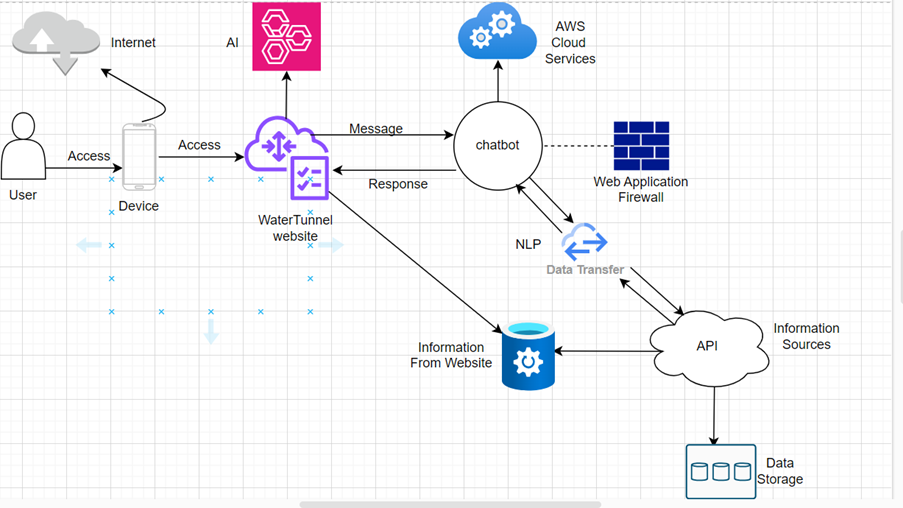 Internet
AI
AWS
Cloud
Services
Message
chatbot
Access
Access
Response
Web Application
Firewall
User
Device
WaterTunnel
website
NLP
Data Transfer
Information
From Website
API
Information
Sources
Data
Storage